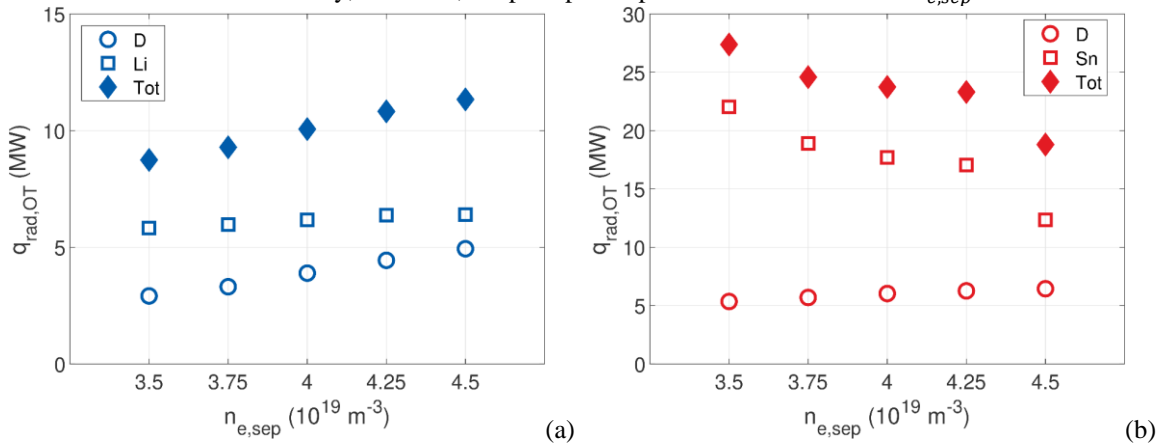 e,sep
15
10
5
0
q_rad,OT (MW)
D
Li
Tot
3.5 3.75 4 4.25 4.5
n_e,sep (10^19 m^-3)
(a)
30
25
20
15
10
5
0
q_rad,OT (MW)
D
Sn
Tot
3.5 3.75 4 4.25 4.5
n_e,sep (10^19 m^-3)
(b)